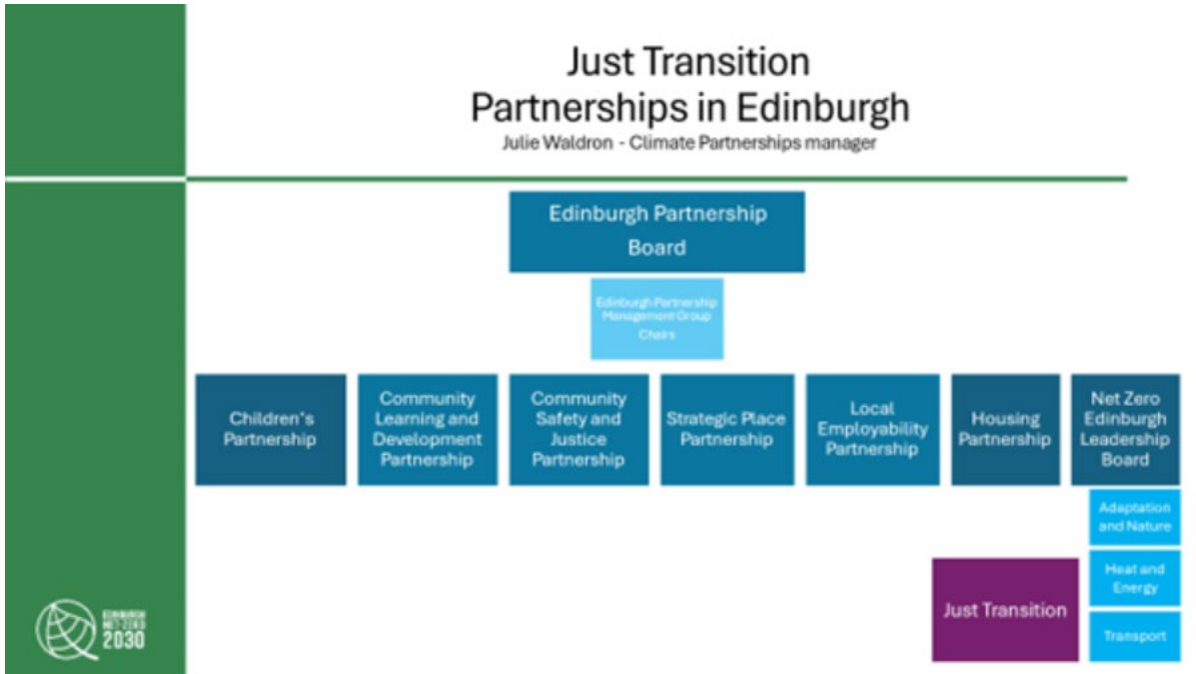 Just Transition
Partnerships in Edinburgh
Julie Waldron - Climate Partnerships manager
Edinburgh Partnership
Board
Edinburgh Partnership
Management Group
Chairs
Children's
Partnership
Community
Learning and
Development
Partnership
Community
Safety and
Justice
Partnership
Strategic Place
Partnership
Local
Employability
Partnership
Housing
Partnership
Net Zero
Edinburgh
Leadership
Board
Adaptation
and Nature
Heat and
Energy
Transport
Just Transition
EDINBURGH
NET-ZERO
2030